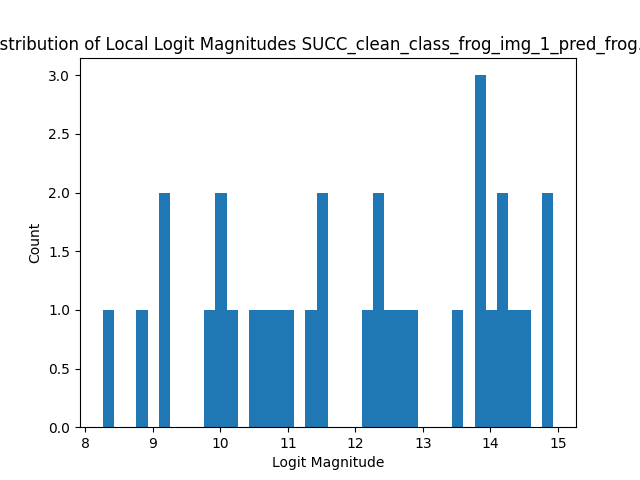 stribution of Local Logit Magnitudes SUCC_clean_class_frog_img_1_pred_frog.
3.0
2.5
2.0
1.5
1.0
0.5
0.0
Count
8 9 10 11 12 13 14 15
Logit Magnitude